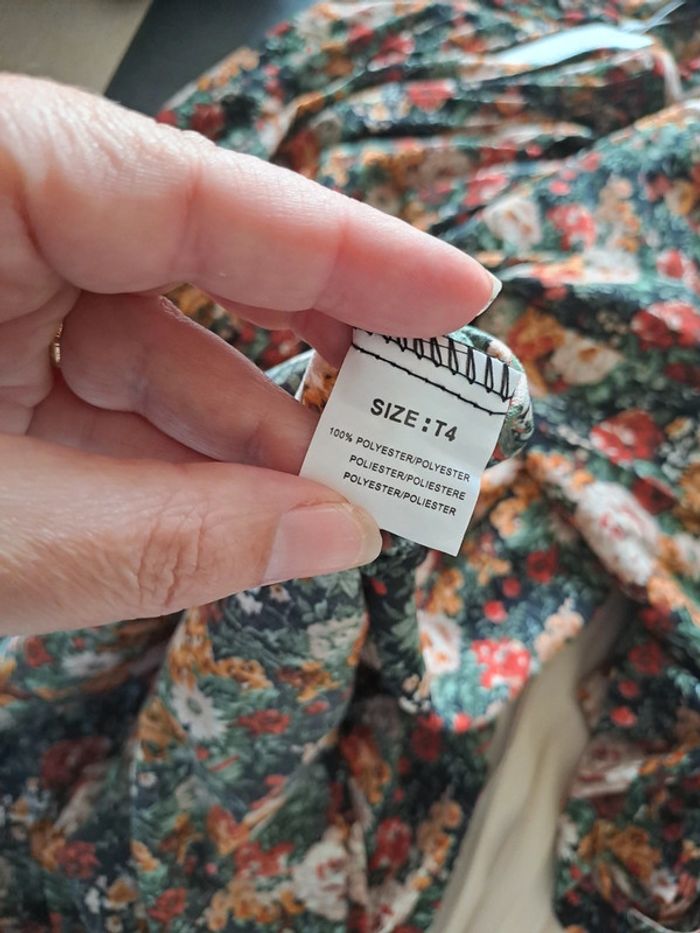 SIZE:T4
100% POLYESTER/POLYESTER
POLIESTER/POLIESTERE
POLYESTER/POLIESTER